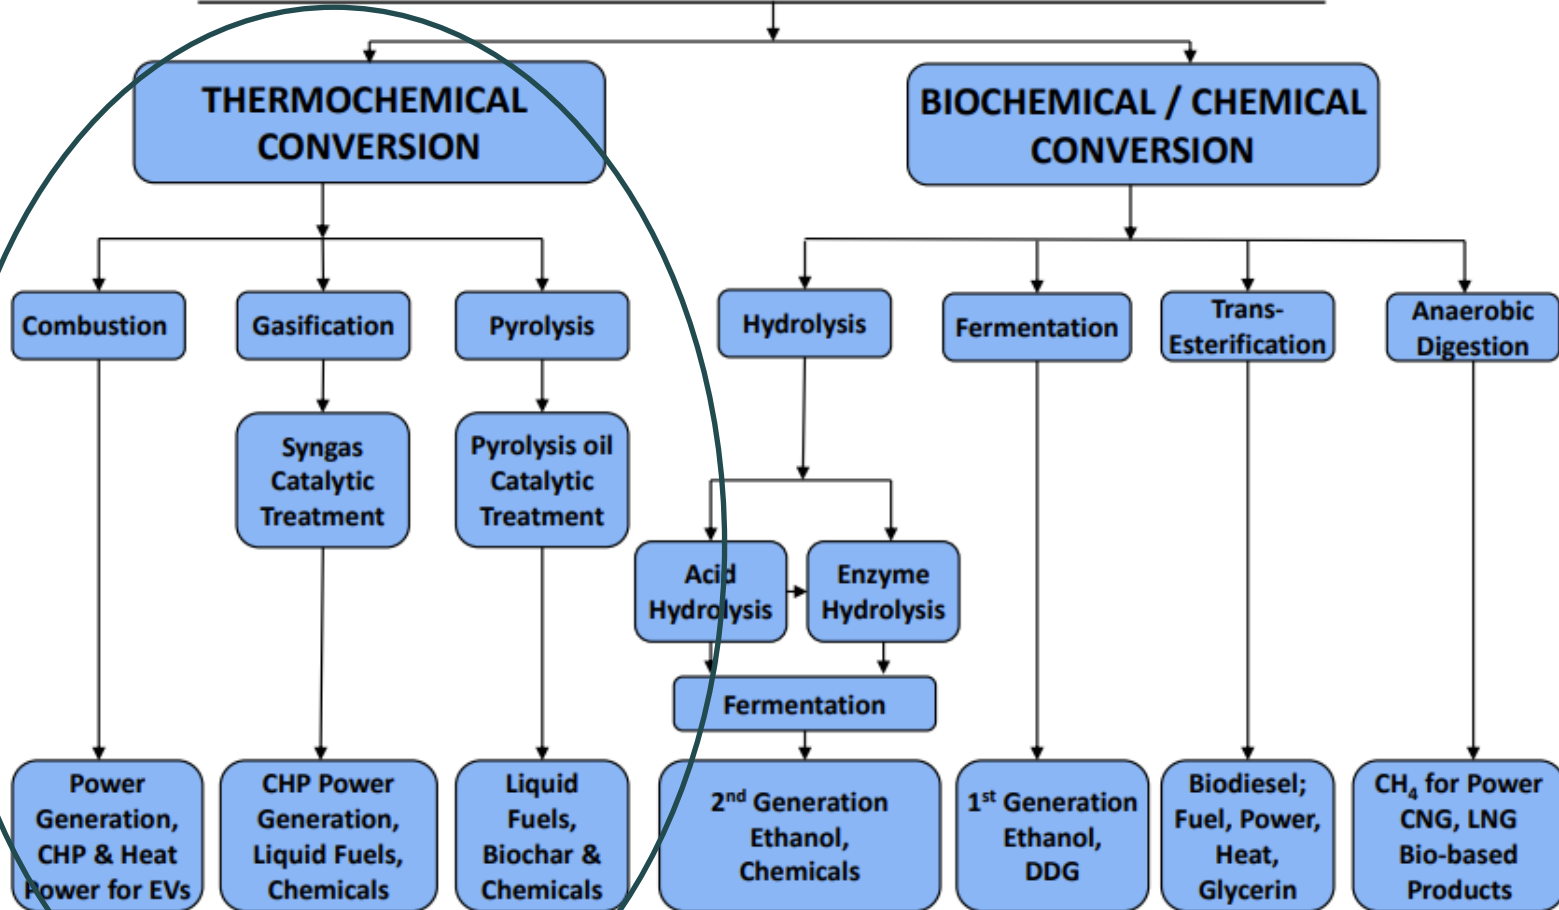 THERMOCHEMICAL
CONVERSION
BIOCHEMICAL / CHEMICAL
CONVERSION
Combustion
Gasification
Pyrolysis
Hydrolysis
Fermentation
Trans-
Esterification
Anaerobic
Digestion
Syngas
Catalytic
Treatment
Pyrolysis oil
Catalytic
Treatment
Acid
Hydrolysis
Enzyme
Hydrolysis
Fermentation
Power
Generation,
CHP & Heat
Power for EVs
CHP Power
Generation,
Liquid Fuels,
Chemicals
Liquid
Fuels,
Biochar &
Chemicals
2nd Generation
Ethanol,
Chemicals
1st Generation
Ethanol,
DDG
Biodiesel;
Fuel, Power,
Heat,
Glycerin
CH4 for Power
CNG, LNG
Bio-based
Products